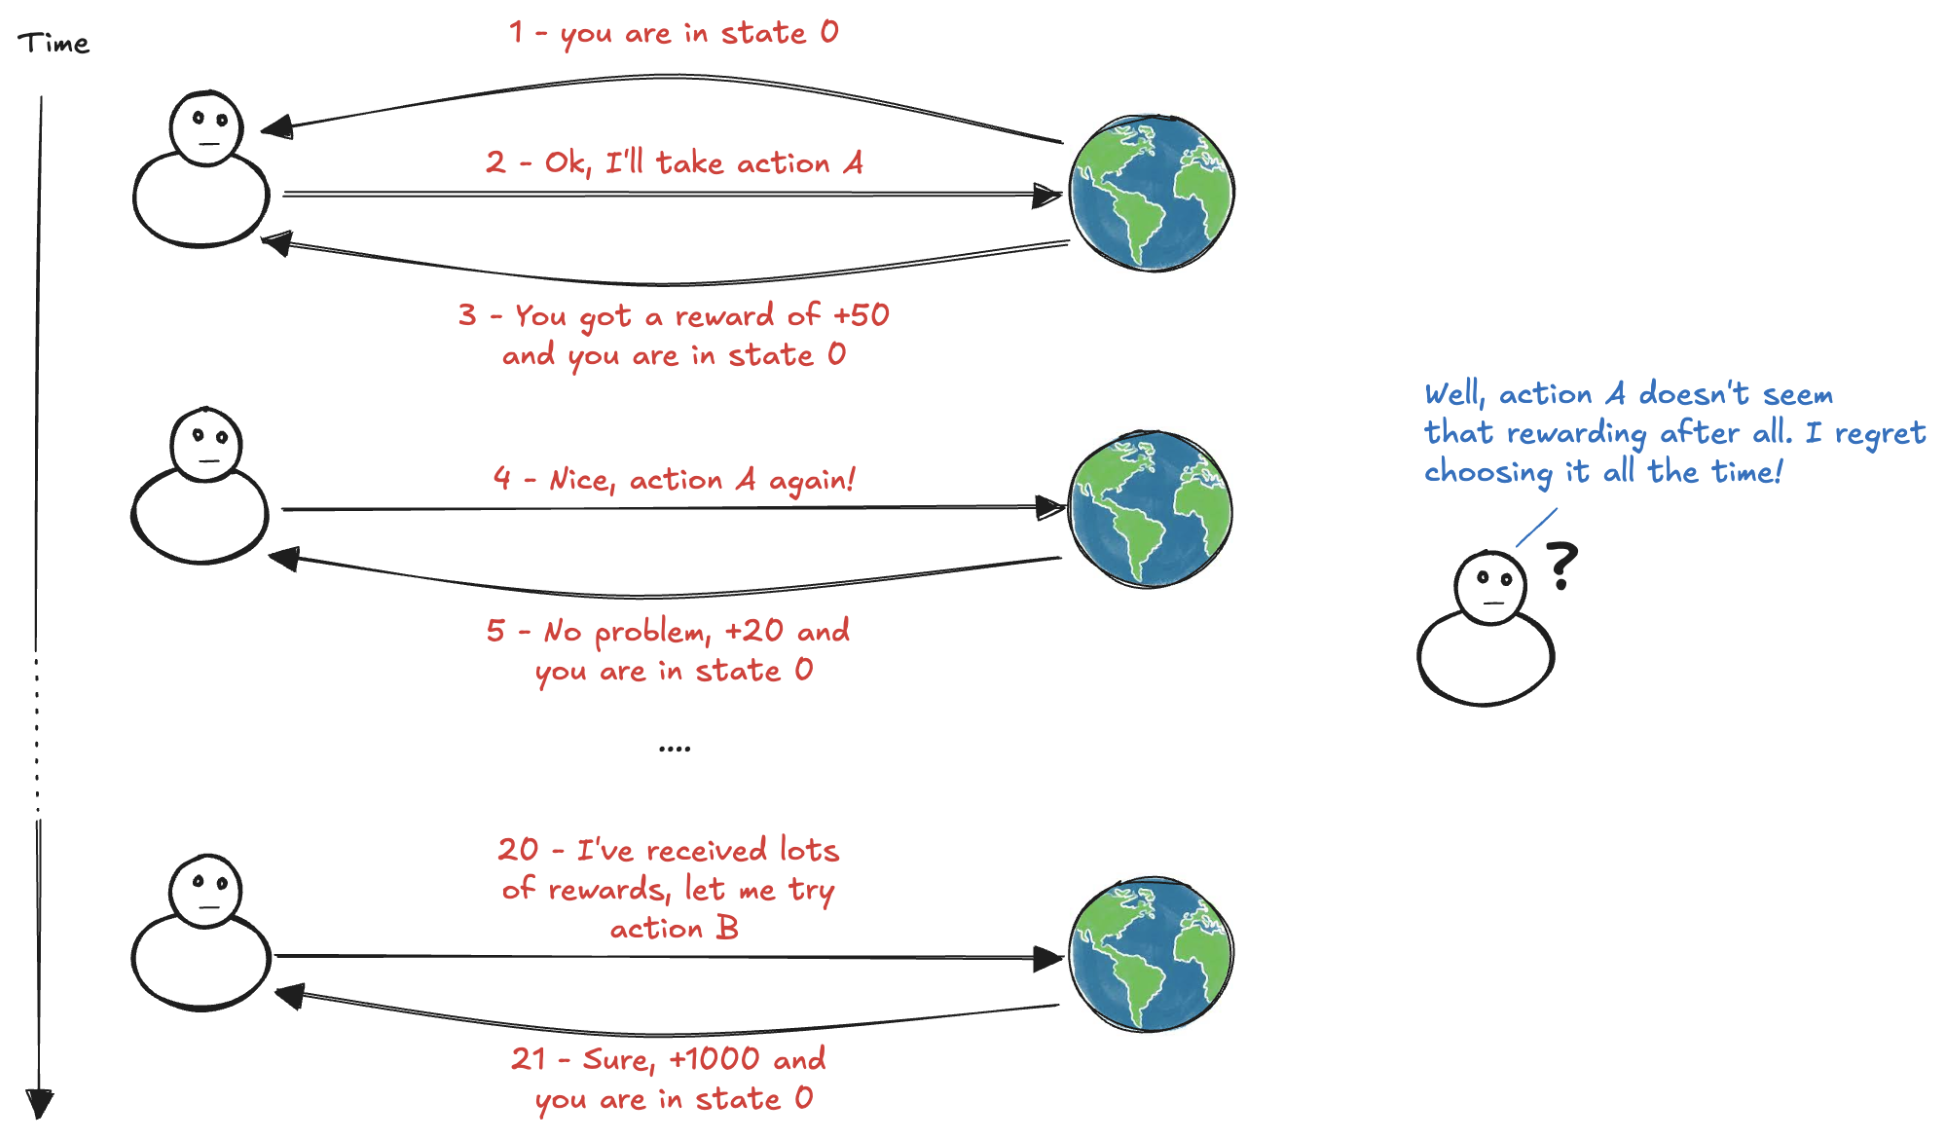 Time
1 - you are in state 0
2 - Ok, I'll take action A
3 - You got a reward of +50
and you are in state 0
4 - Nice, action A again!
5 - No problem, +20 and
you are in state 0
....
Well, action A doesn't seem
that rewarding after all. I regret
choosing it all the time!
?
20 - I've received lots
of rewards, let me try
action B
21 - Sure, +1000 and
you are in state 0